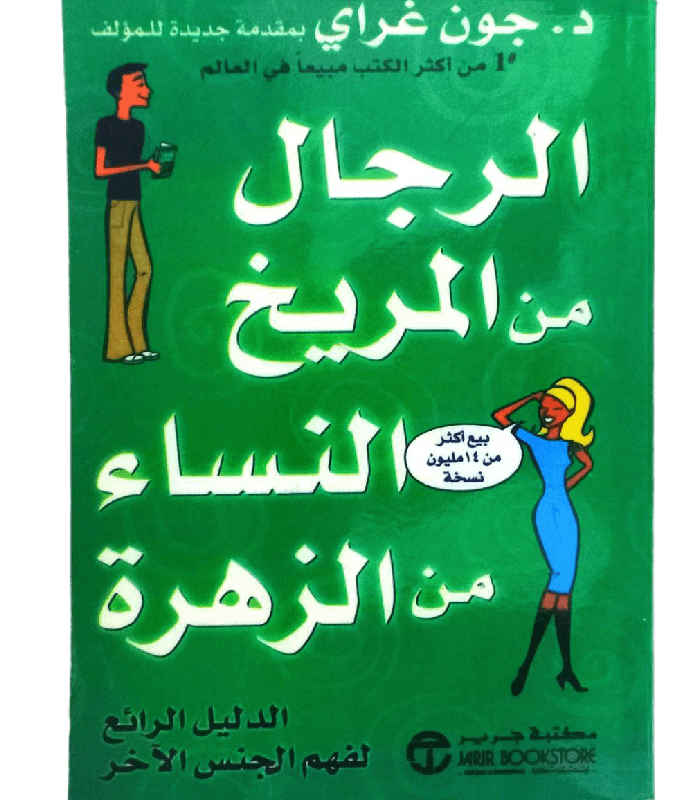 د. جون غراي بمقدمة جديدة للمؤلف
#1 من أكثر الكتب مبيعاً في العالم
الرجال
من المريخ
النساء
بيع أكثر
من ١٤ مليون
نسخة
من الزهرة
الدليل الرائع
لفهم الجنس الآخر
مكتبة جرير
JARIR BOOKSTORE